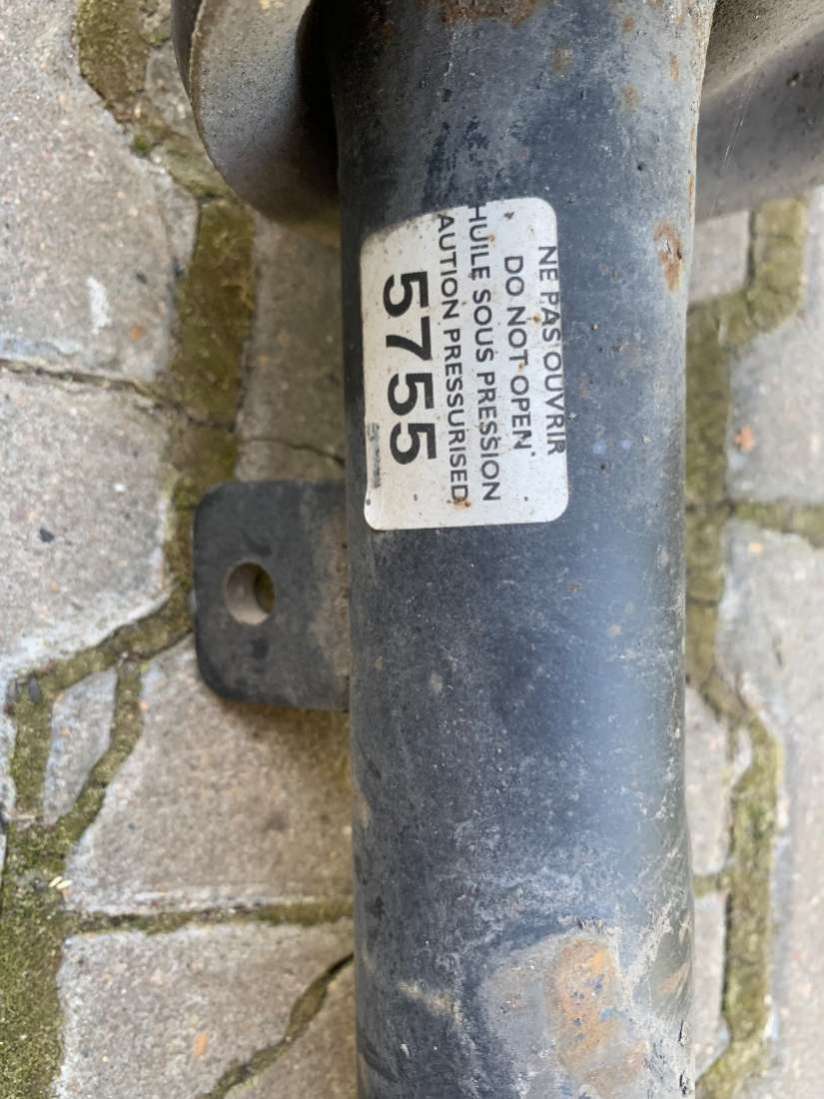 NE PAS OUVRIR
DO NOT OPEN
HUILE SOUS PRESSION
AUTION PRESSURISED
5755